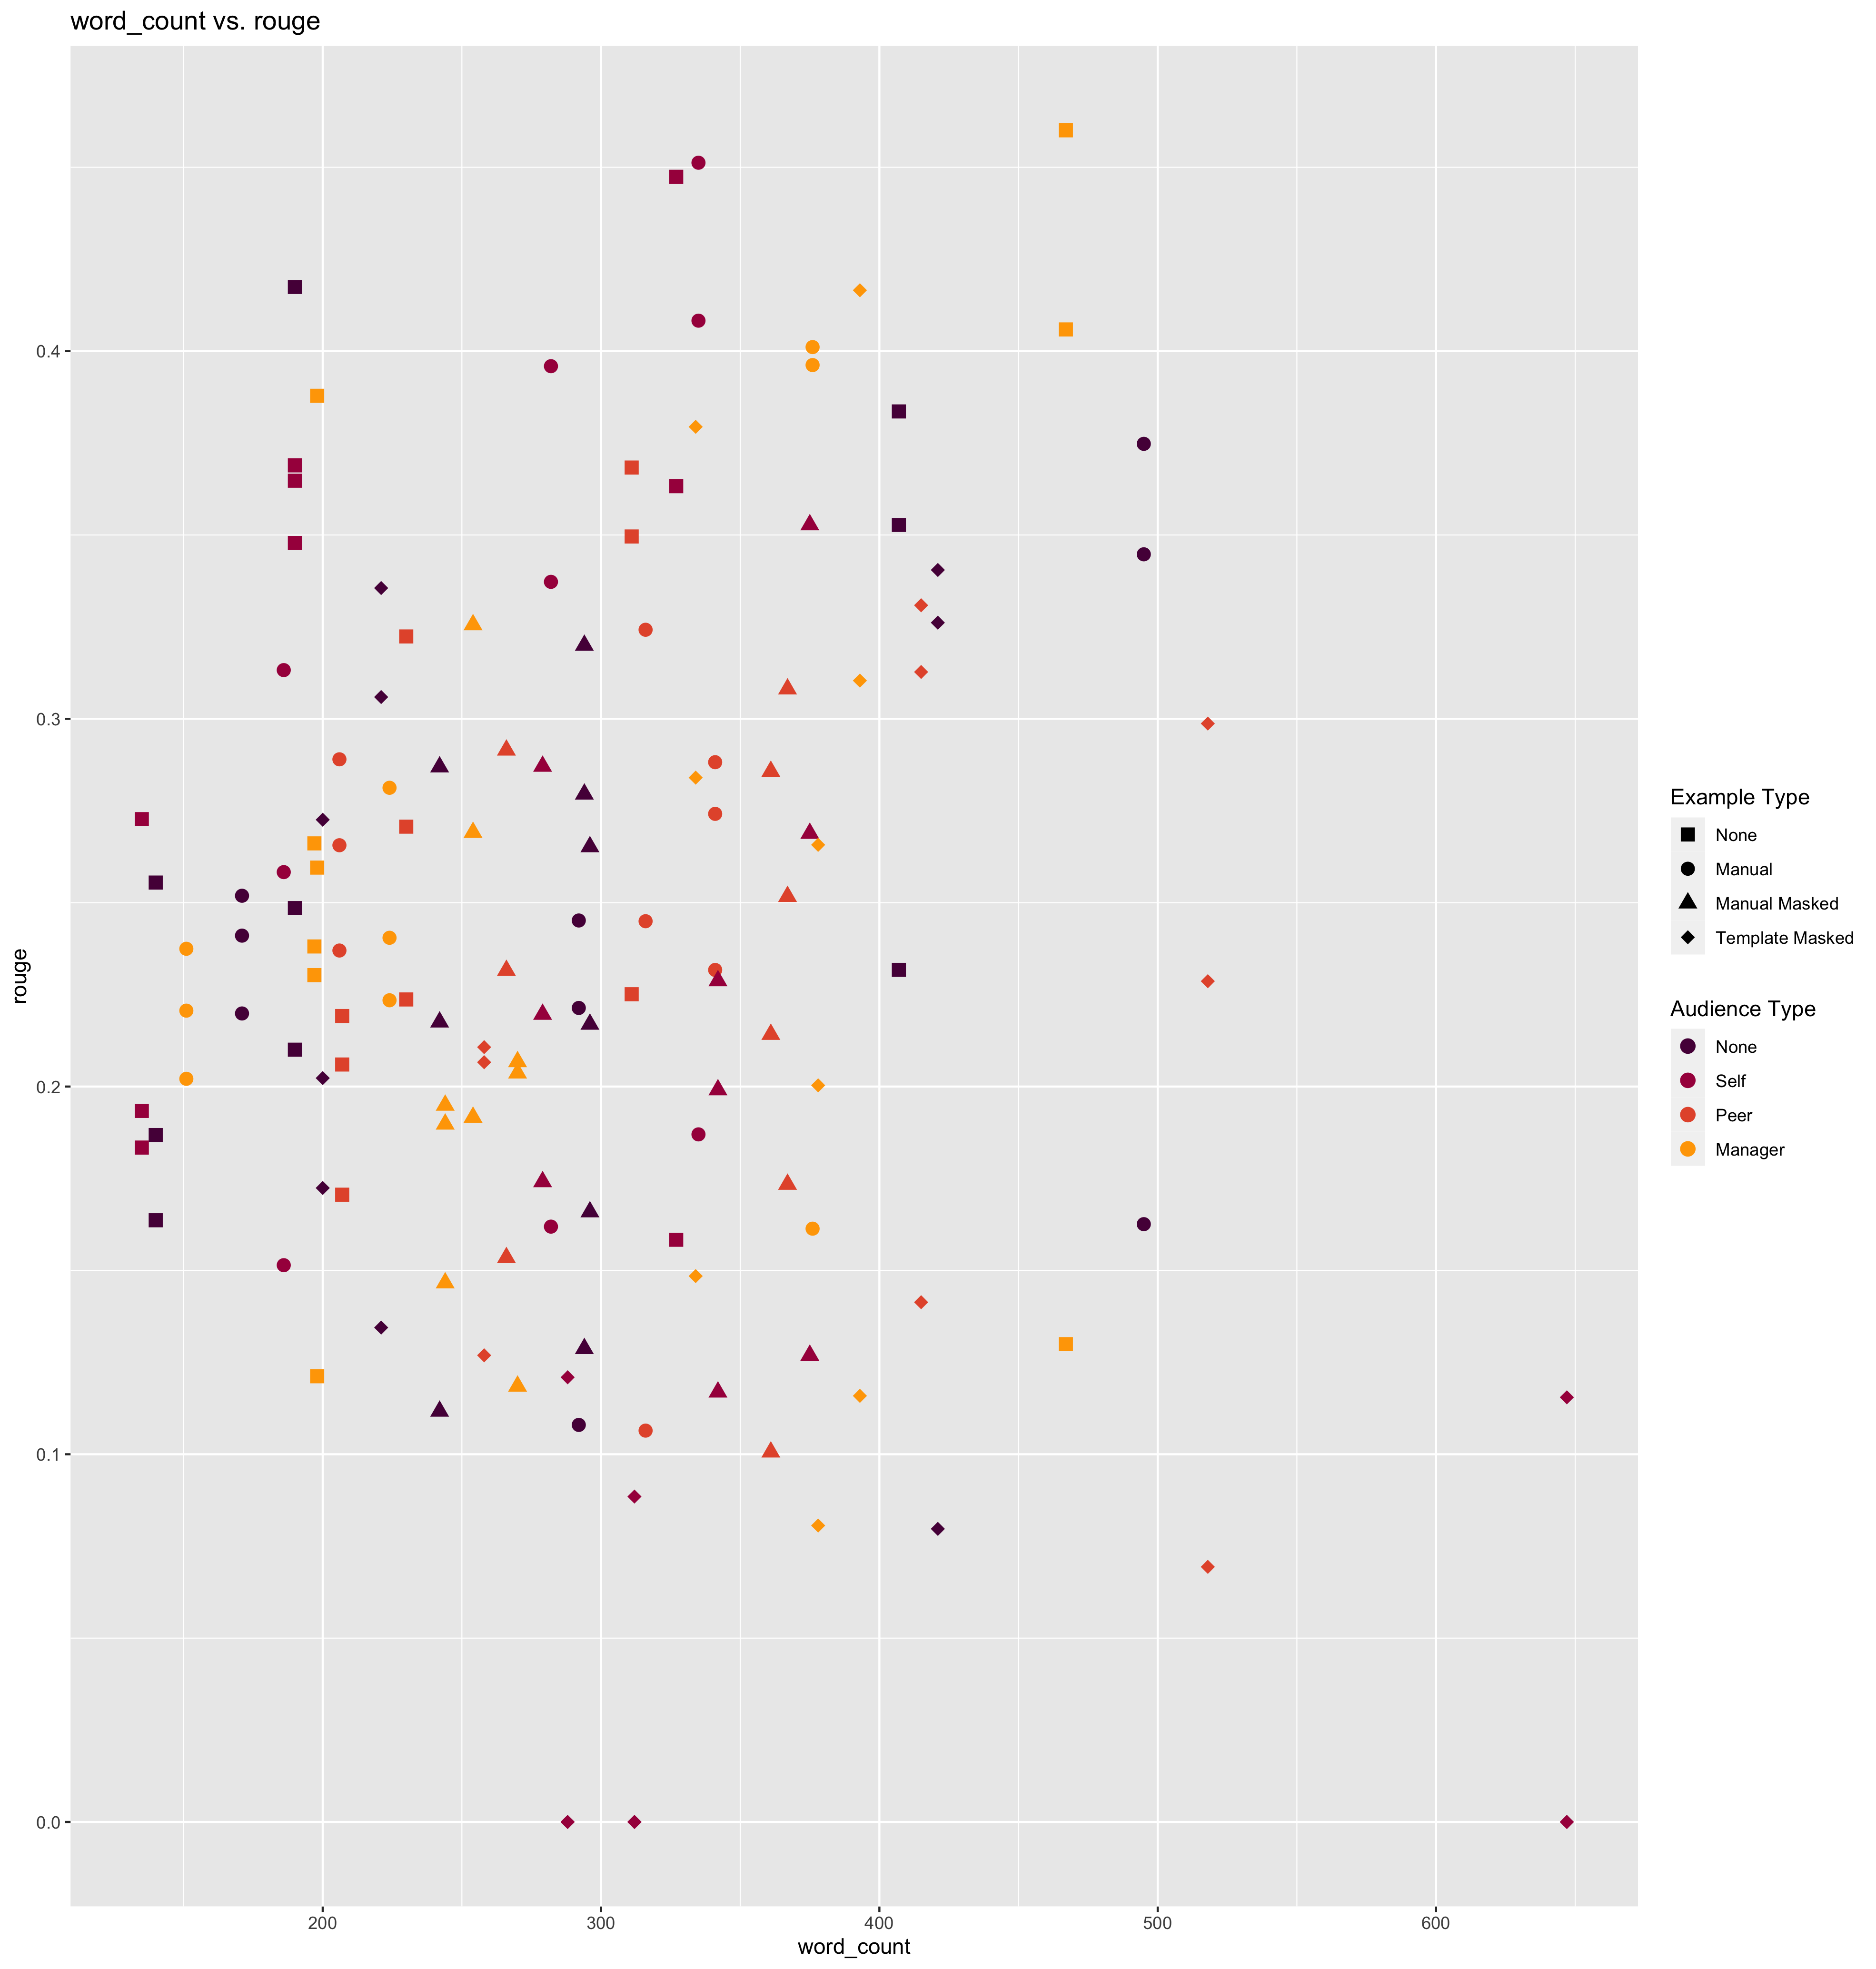 word_count vs. rouge
rouge
0.4
0.3
0.2
0.1
0.0
200
300
400
500
600
word_count
Example Type
None
Manual
Manual Masked
Template Masked
Audience Type
None
Self
Peer
Manager